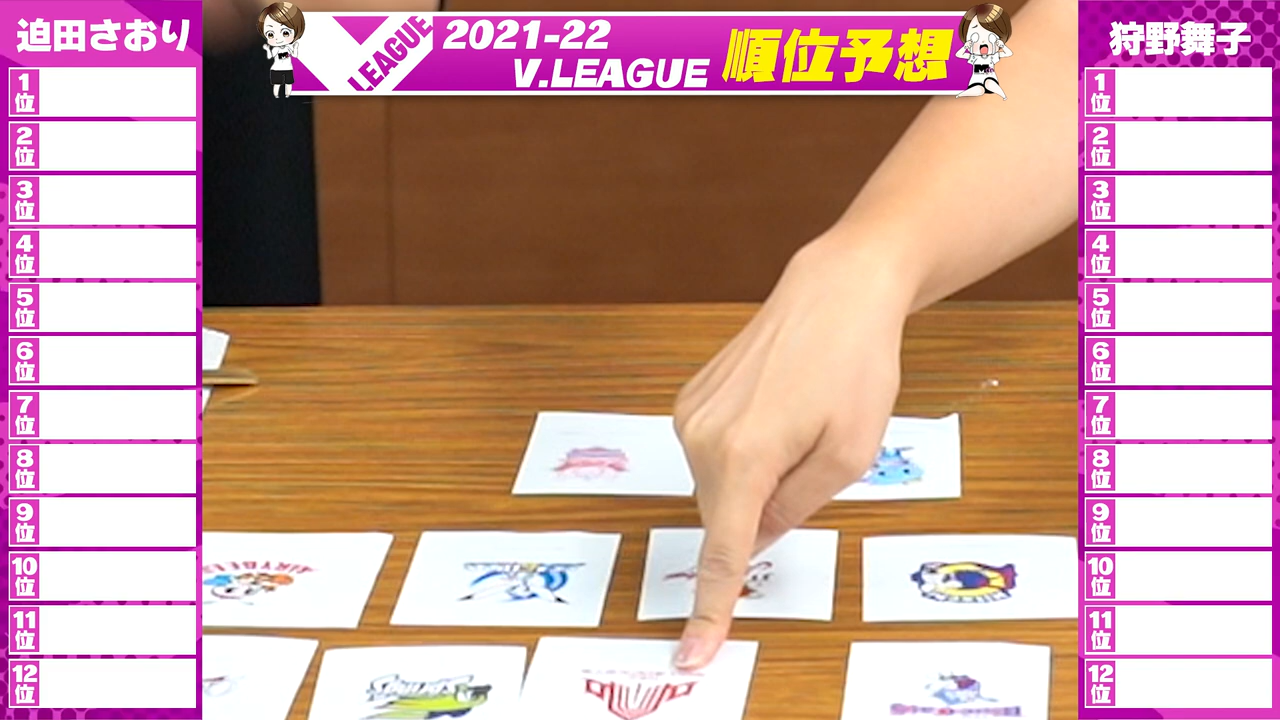 迫田さおり
1位
2位
3位
4位
5位
6位
7位
8位
9位
10位
11位
12位
V.LEAGUE
2021-22
V.LEAGUE
順位予想
狩野舞子
1位
2位
3位
4位
5位
6位
7位
8位
9位
10位
11位
12位